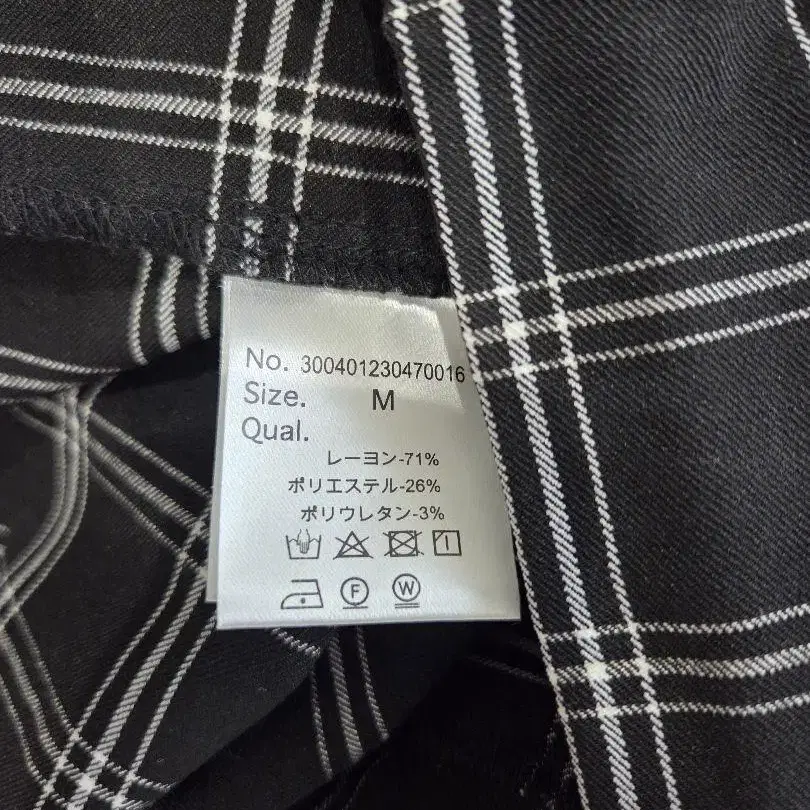 No. 300401230470016
Size. M
Qual.
レーヨン-71%
ポリエステル-26%
ポリウレタン-3%
F W